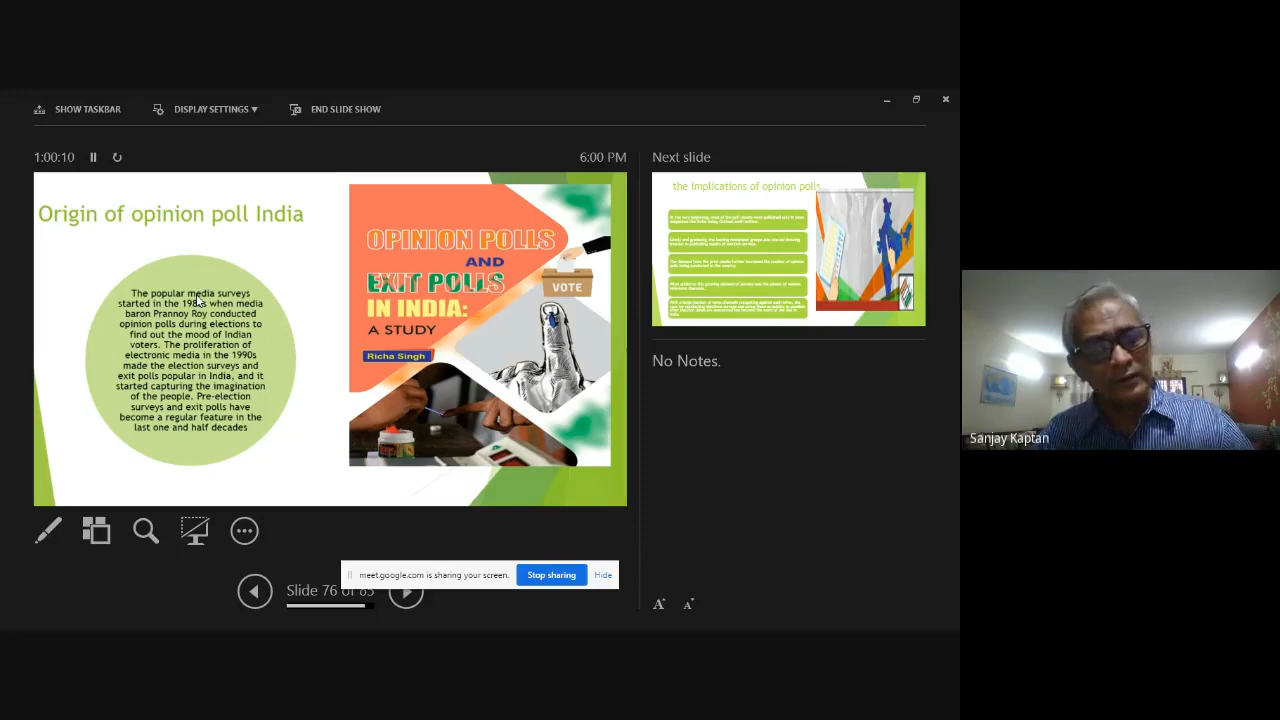 SHOW TASKBAR
DISPLAY SETTINGS
END SLIDE SHOW
1:00:10
6:00 PM
Next slide
Origin of opinion poll India
The popular media surveys
started in the 1980s when media
baron Prannoy Roy conducted
opinion polls during elections to
find out the mood of Indian
voters. The proliferation of
electronic media in the 1990s
made the election surveys and
exit polls popular in India, and it
started capturing the imagination
of the people. Pre-election
surveys and exit polls have
become a regular feature in the
last one and half decades
OPINION POLLS
AND
EXIT POLLS
IN INDIA:
A STUDY
Richa Singh
VOTE
the implications of opinion polls
No Notes.
meet.google.com is sharing your screen.
Stop sharing
Hide
Slide 76 of 85
Sanjay Kaptan